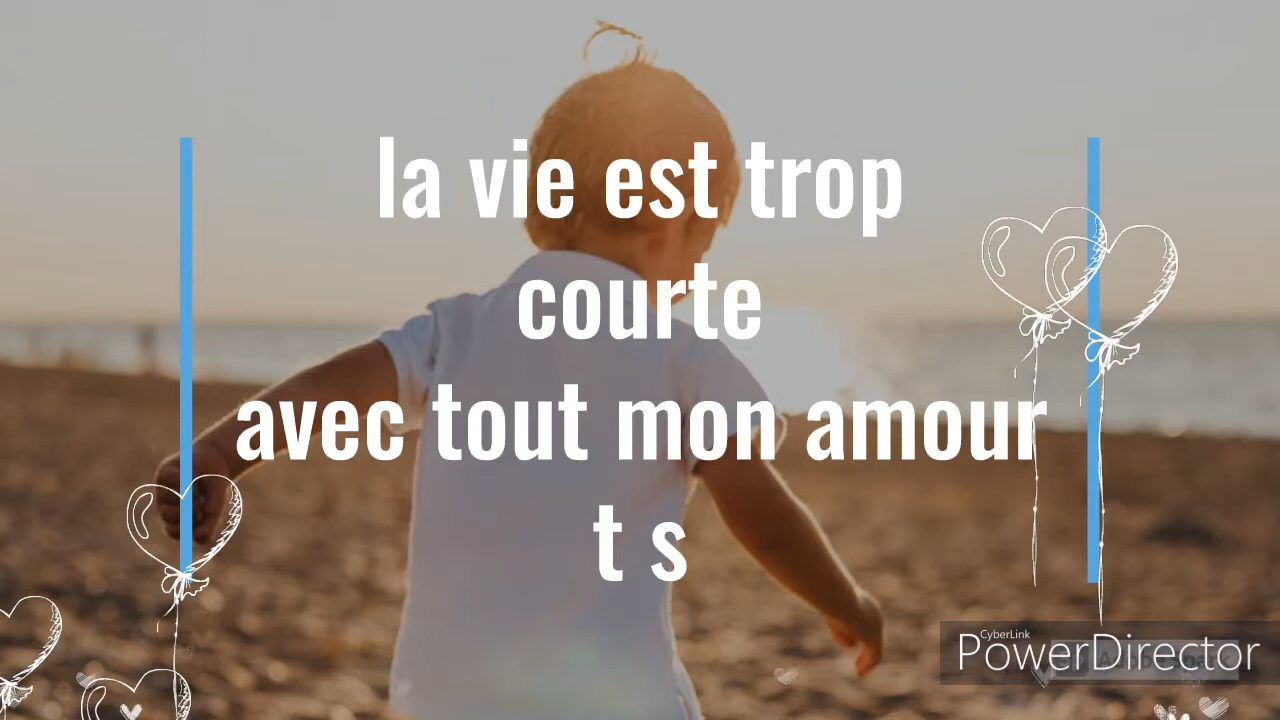 la vie est trop
courte
avec tout mon amour
t s
CyberLink
PowerDirector